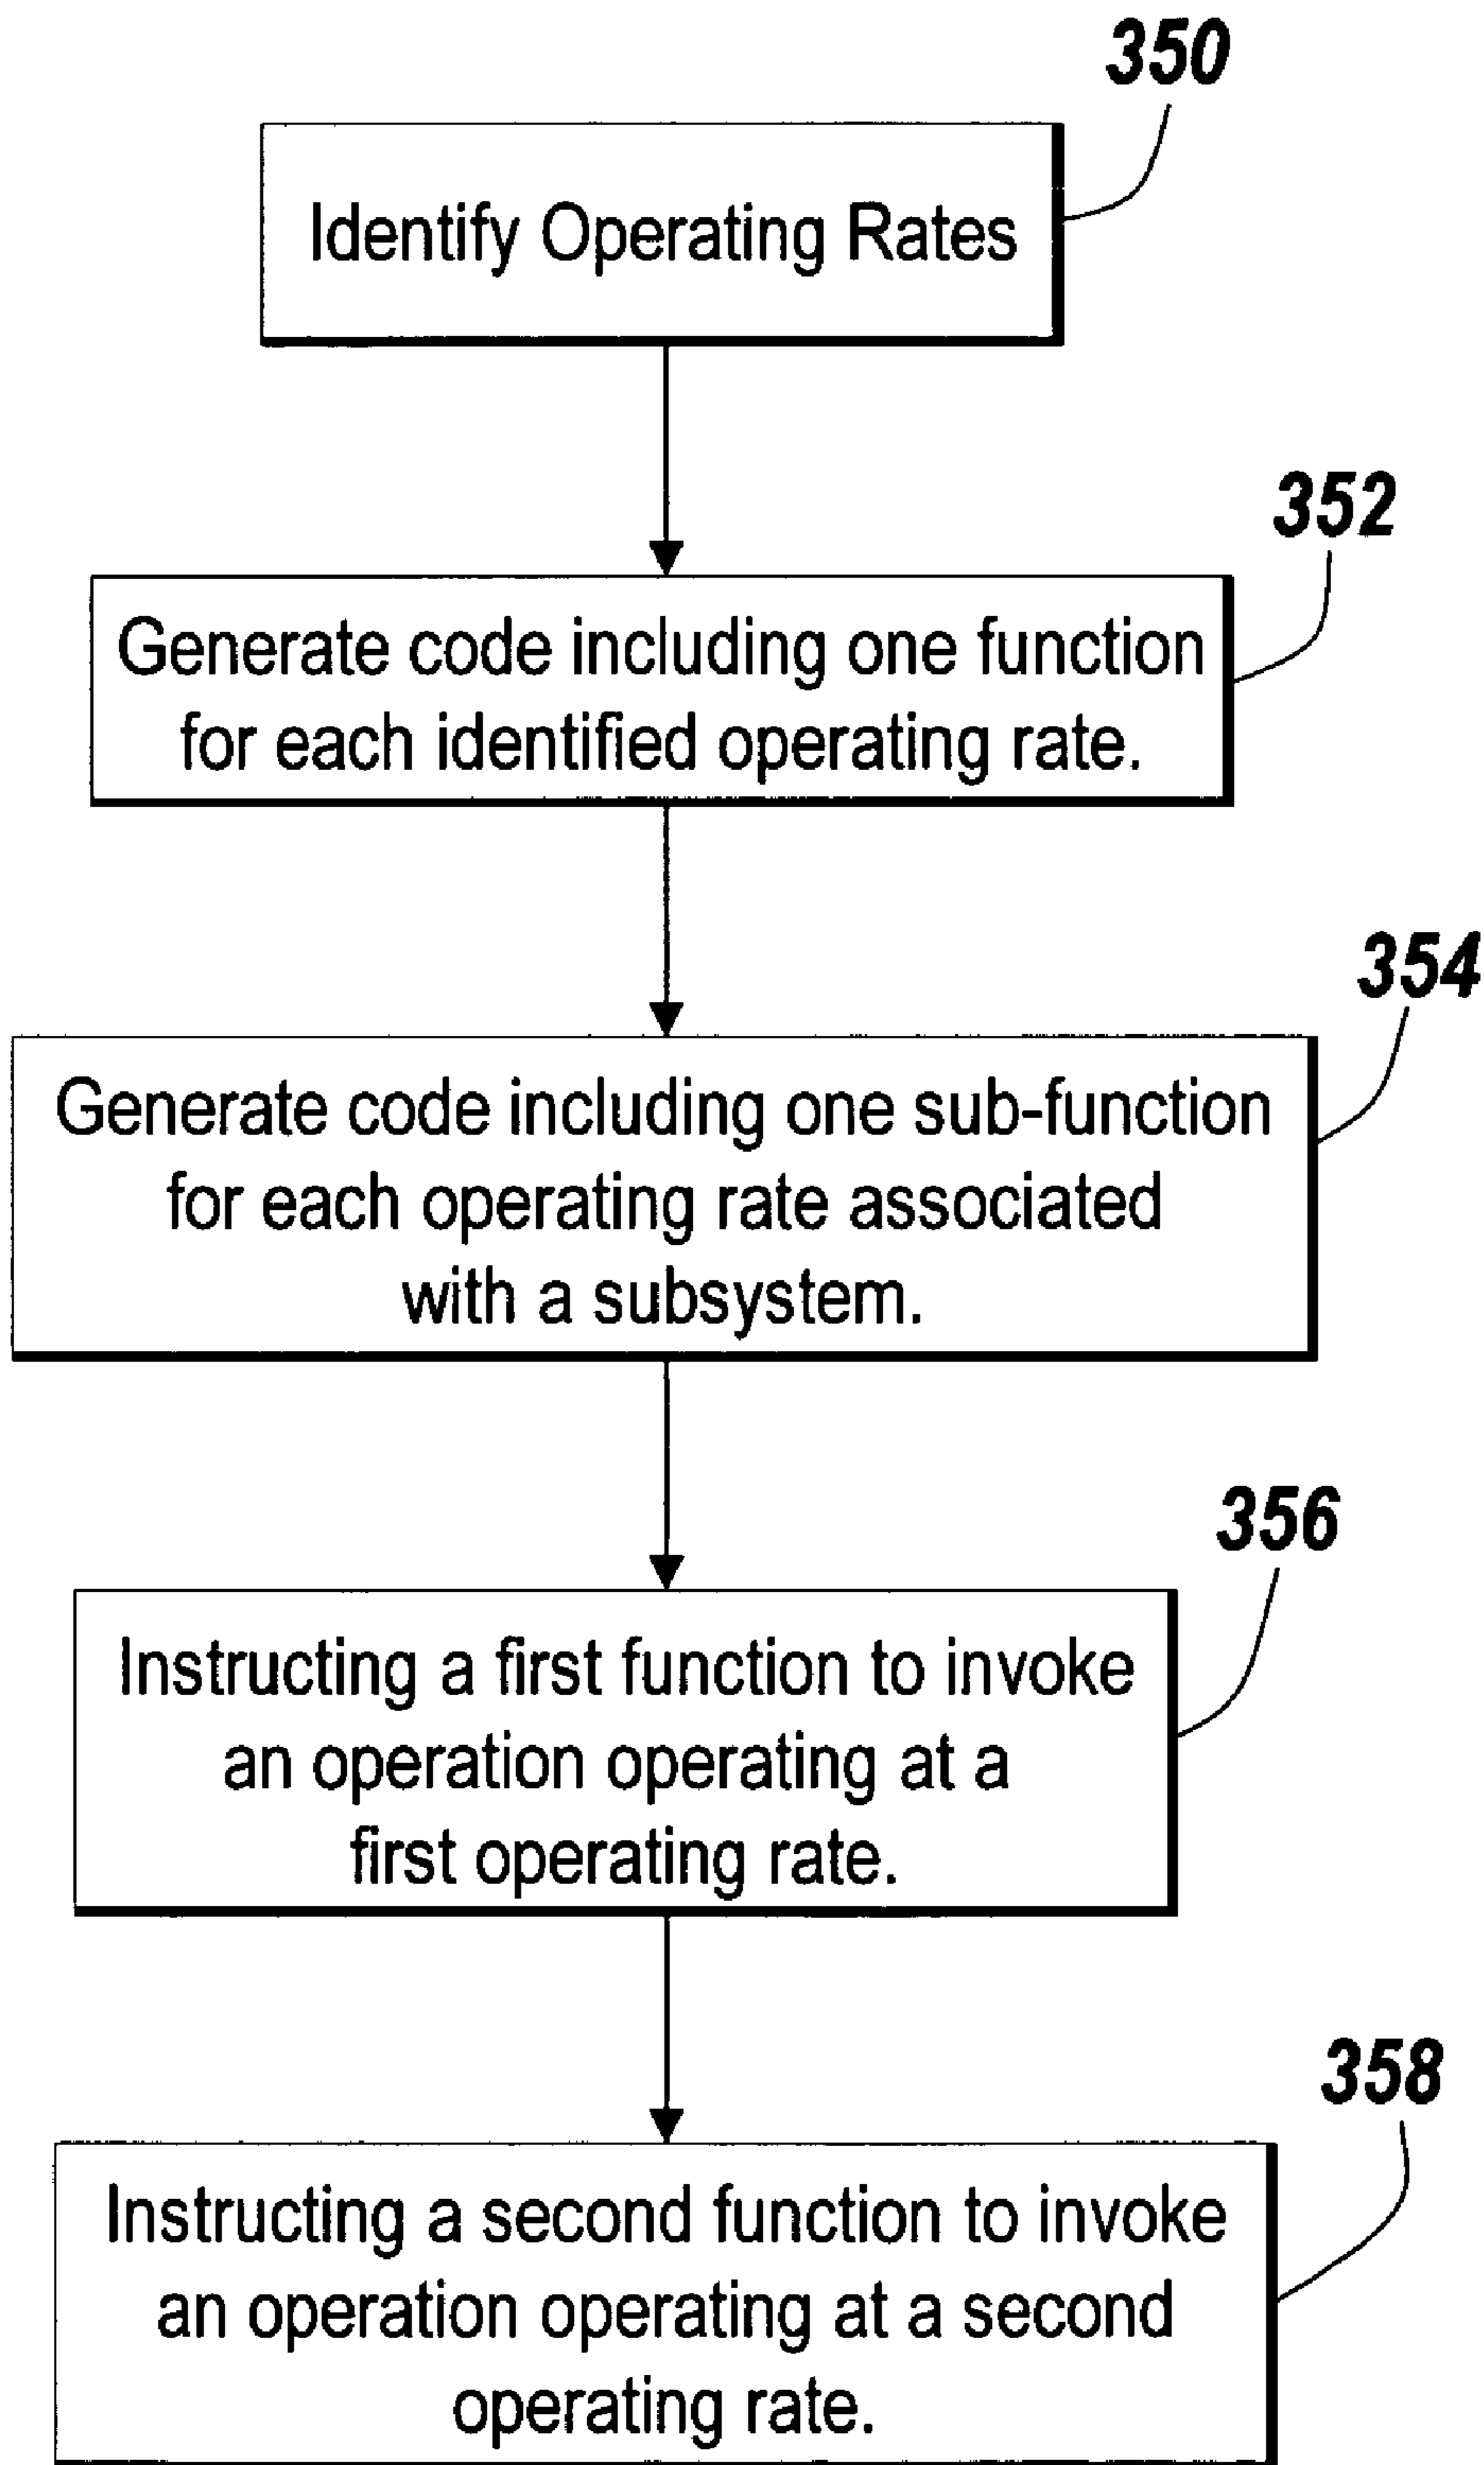 350
Identify Operating Rates
352
Generate code including one function
for each identified operating rate.
354
Generate code including one sub-function
for each operating rate associated
with a subsystem.
356
Instructing a first function to invoke
an operation operating at a
first operating rate.
358
Instructing a second function to invoke
an operation operating at a second
operating rate.